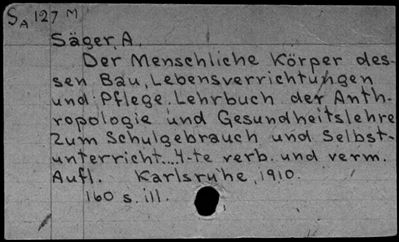 SA 127 M
Säger, A.
Der Menschliche Körper des-
sen Bau, Lebensverrichtungen
und Pflege. Lehrbuch der Anth-
ropologie und Gesundheitslehre
zum Schulgebrauch und Selbst-
unterricht... 4-te verb. und verm.
Aufl. Karlsruhe, 1910.
160 s. ill.